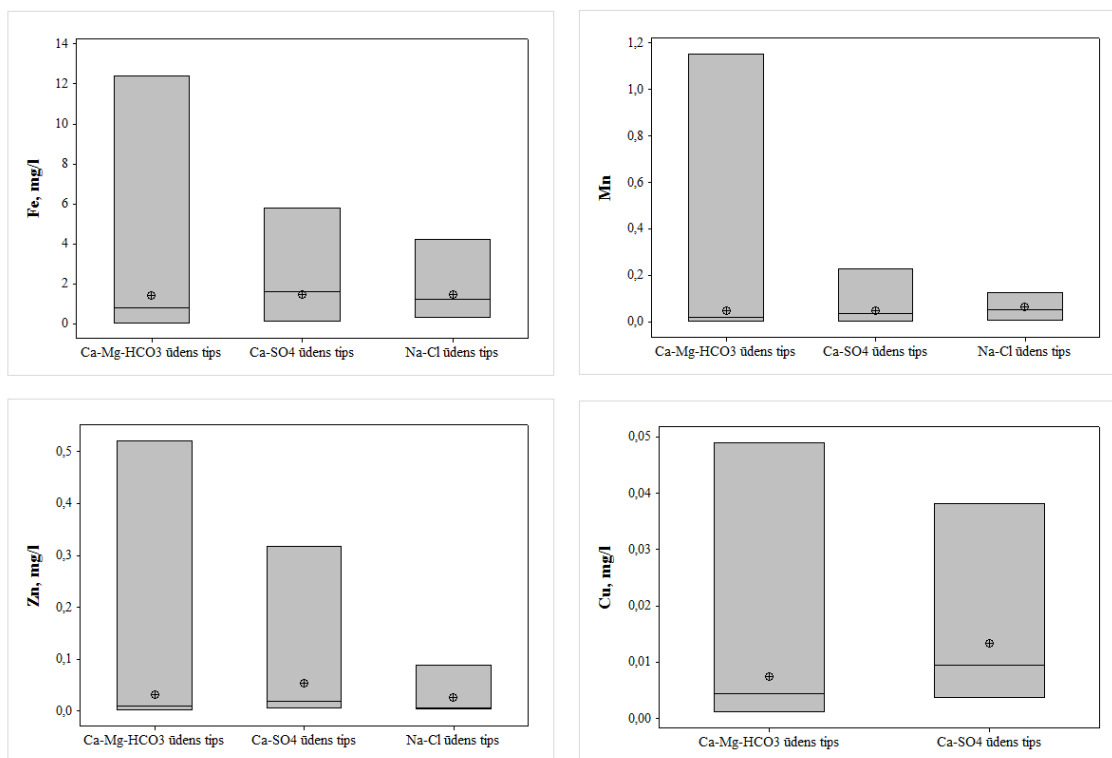 Fe, mg/l
14
12
10
8
6
4
2
0
Ca-Mg-HCO3 ūdens tips
Ca-SO4 ūdens tips
Na-Cl ūdens tips
Mn
1,2
1,0
0,8
0,6
0,4
0,2
0,0
Ca-Mg-HCO3 ūdens tips
Ca-SO4 ūdens tips
Na-Cl ūdens tips
Zn, mg/l
0,5
0,4
0,3
0,2
0,1
0,0
Ca-Mg-HCO3 ūdens tips
Ca-SO4 ūdens tips
Na-Cl ūdens tips
Cu, mg/l
0,05
0,04
0,03
0,02
0,01
0,00
Ca-Mg-HCO3 ūdens tips
Ca-SO4 ūdens tips